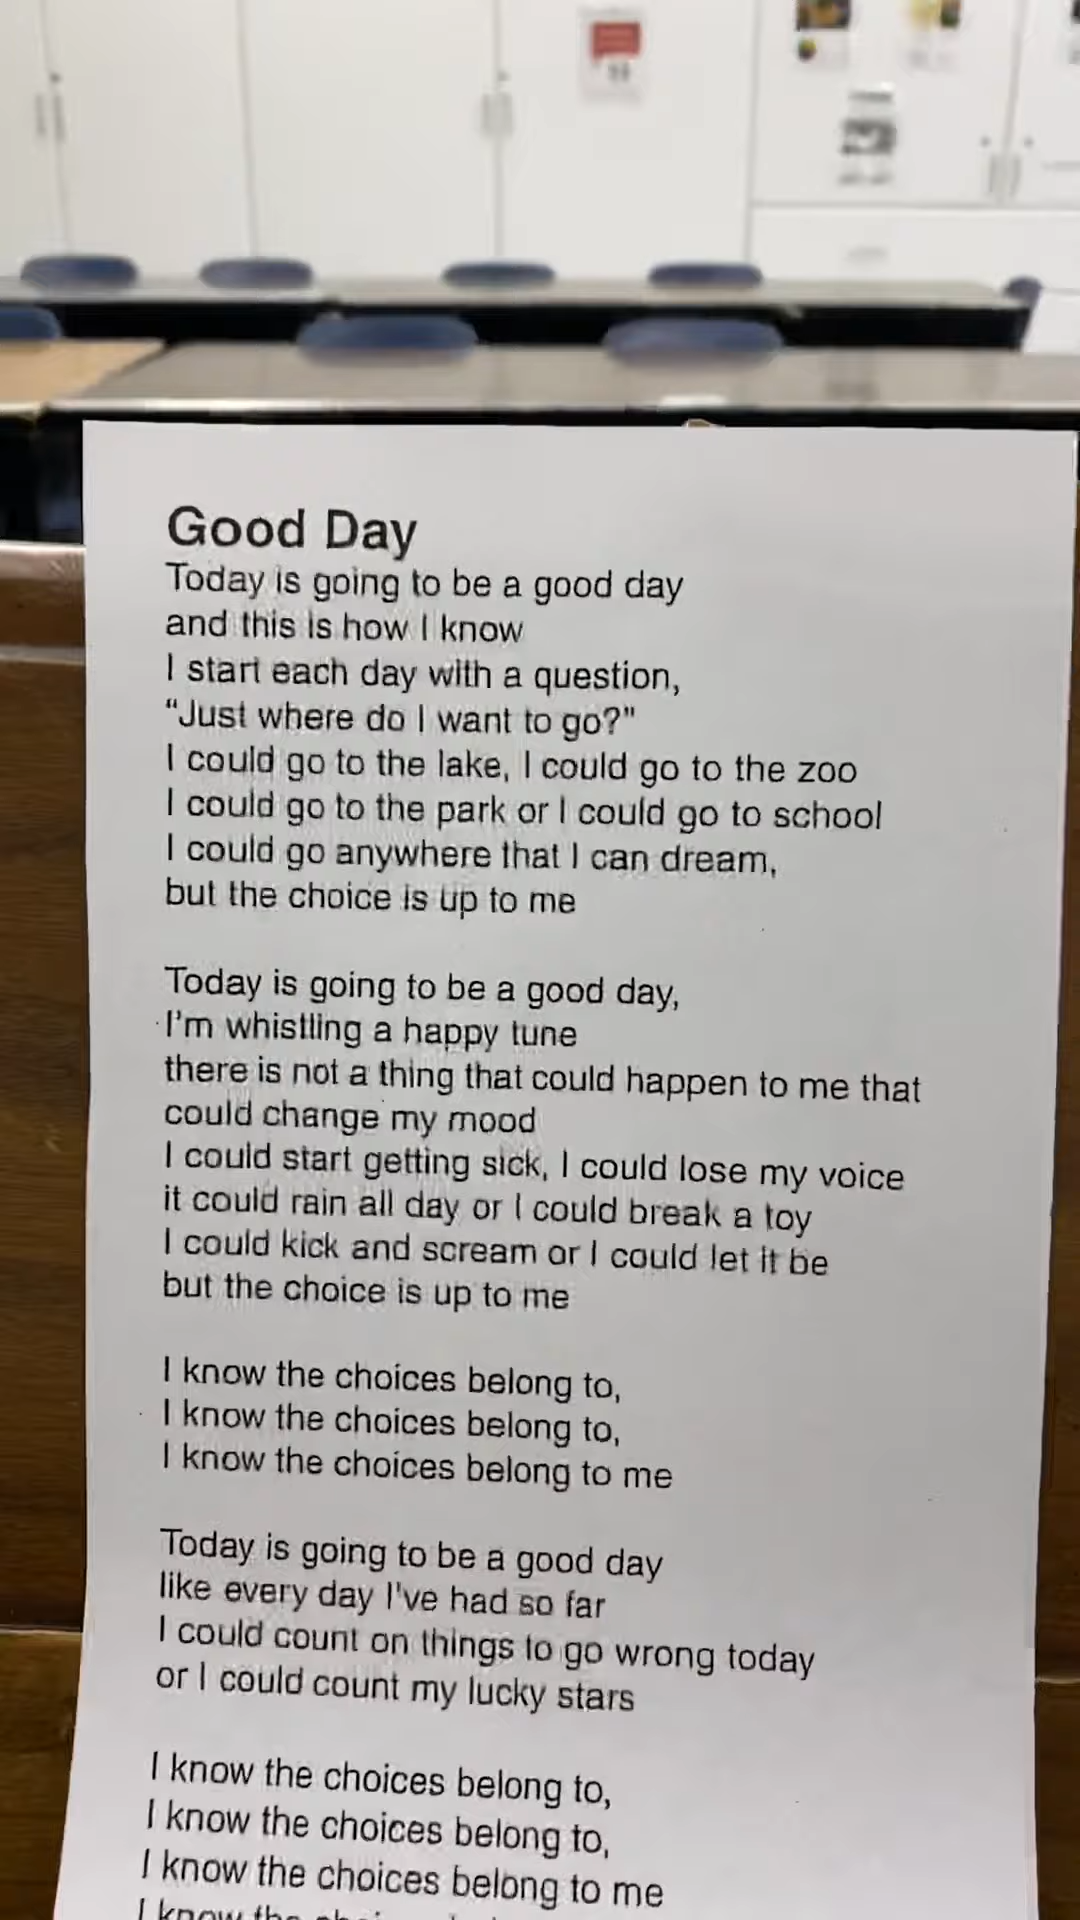 Good Day
Today is going to be a good day
and this is how I know
I start each day with a question,
“Just where do I want to go?”
I could go to the lake, I could go to the zoo
I could go to the park or I could go to school
I could go anywhere that I can dream,
but the choice is up to me
Today is going to be a good day,
I'm whistling a happy tune
there is not a thing that could happen to me that
could change my mood
I could start getting sick, I could lose my voice
it could rain all day or I could break a toy
I could kick and scream or I could let it be
but the choice is up to me
I know the choices belong to,
I know the choices belong to,
I know the choices belong to me
Today is going to be a good day
like every day I've had so far
I could count on things to go wrong today
or I could count my lucky stars
I know the choices belong to,
I know the choices belong to,
I know the choices belong to me
I know the